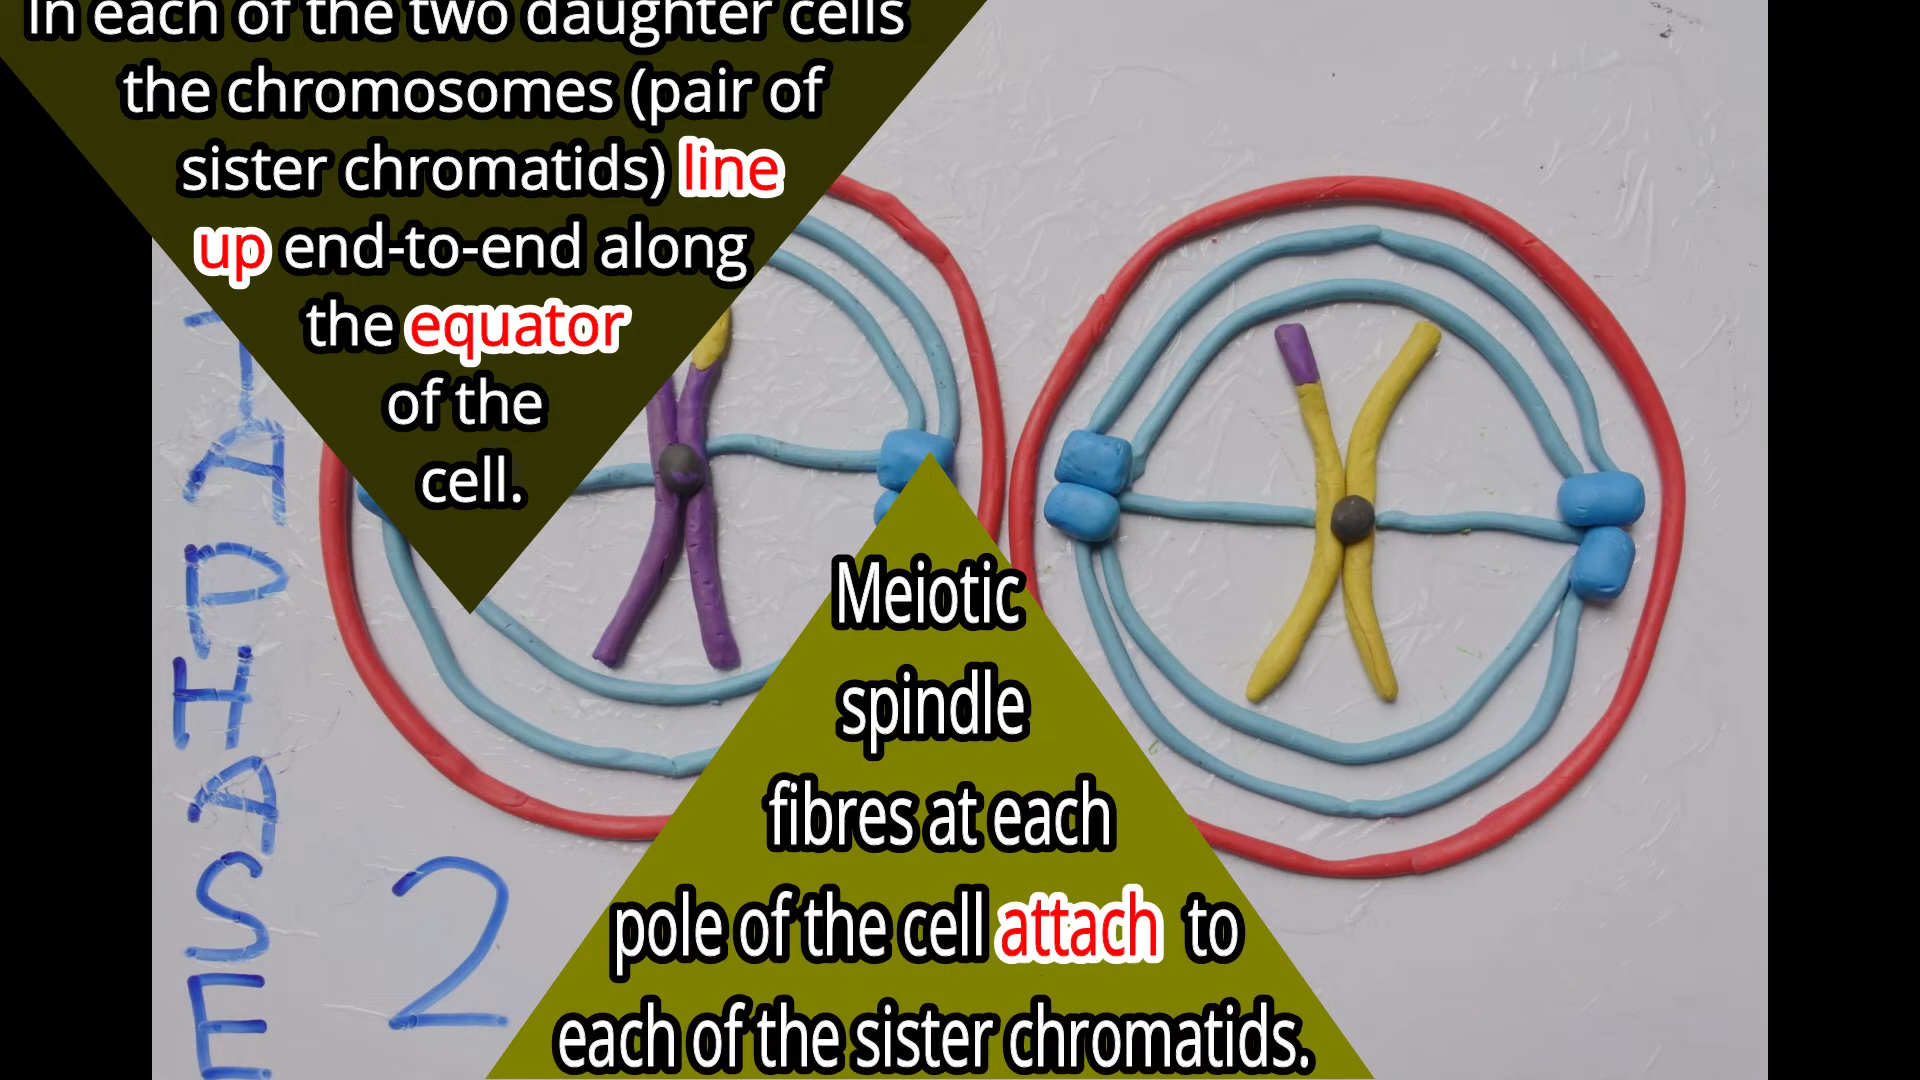 In each of the two daughter cells
the chromosomes (pair of
sister chromatids) line
up end-to-end along
the equator
of the
cell.
Meiotic
spindle
fibres at each
pole of the cell attach to
each of the sister chromatids.
TAPHASE
2